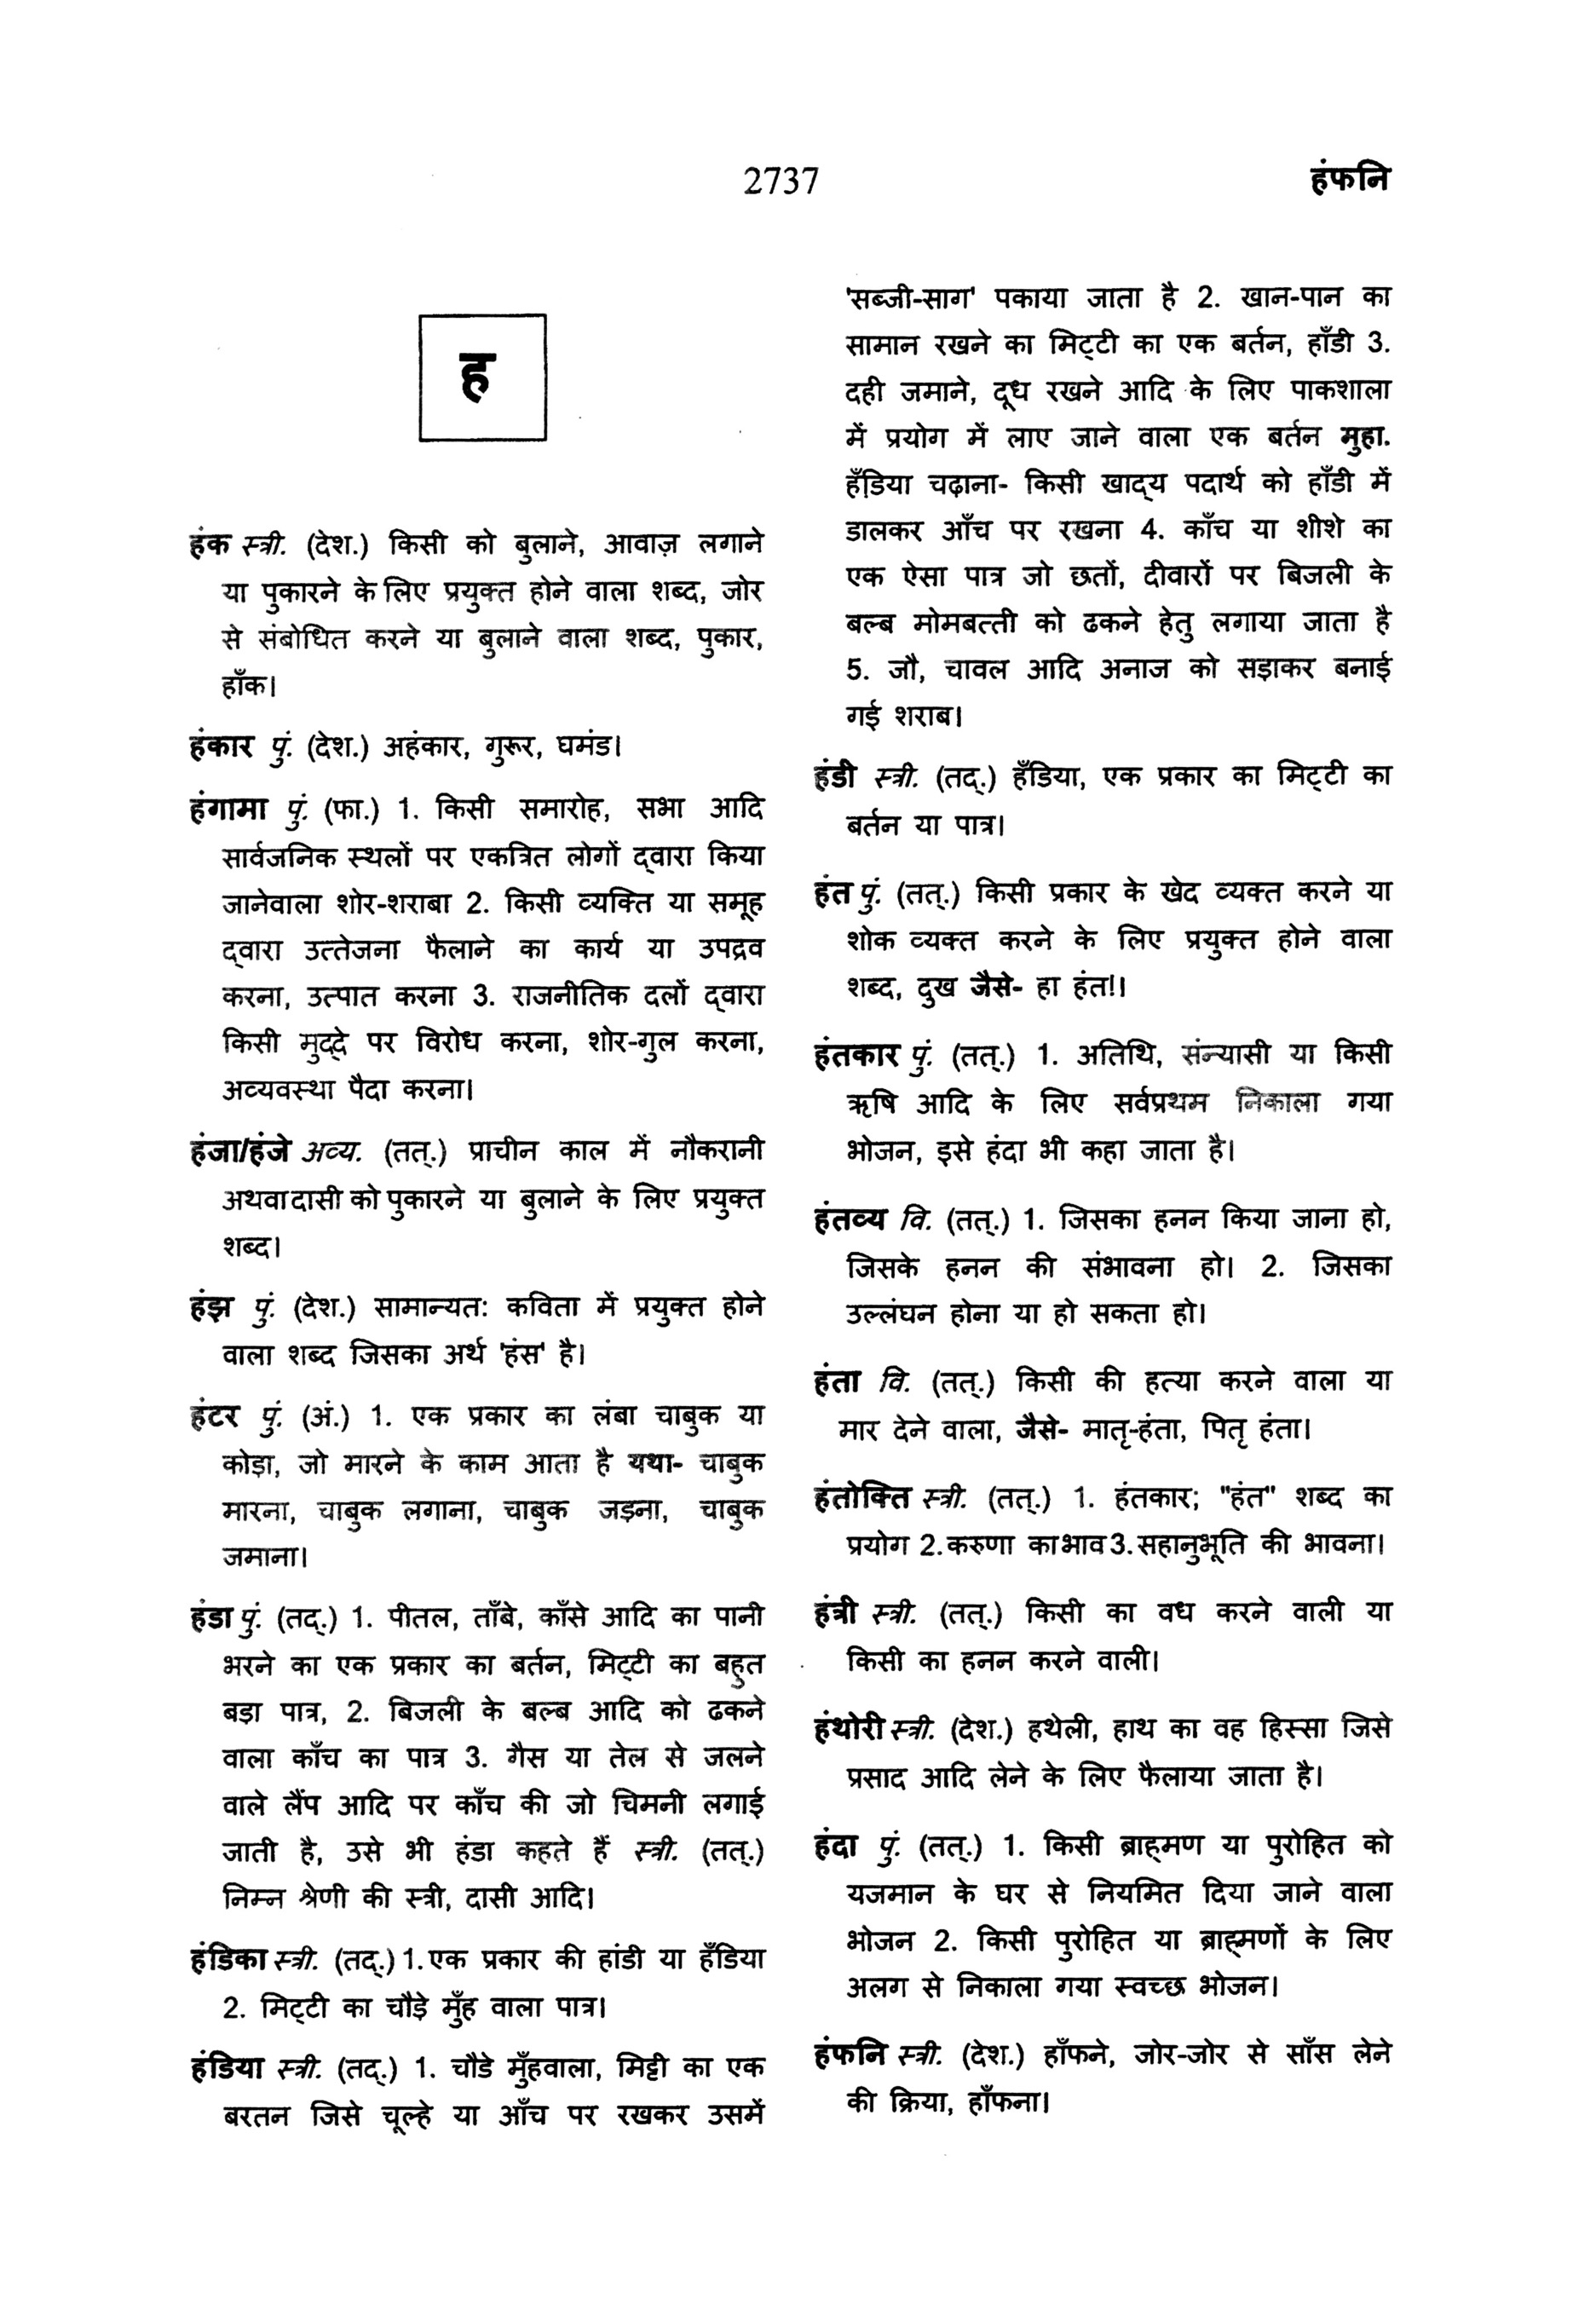 2737
हंफनि
ह
हंक स्त्री. (देश.) किसी को बुलाने, आवाज़ लगाने
या पुकारने के लिए प्रयुक्त होने वाला शब्द, जोर
से संबोधित करने या बुलाने वाला शब्द, पुकार,
हाँक।
हंकार पुं. (देश.) अहंकार, गुरूर, घमंड।
हंगामा पुं. (फा.) 1. किसी समारोह, सभा आदि
सार्वजनिक स्थलों पर एकत्रित लोगों द्वारा किया
जानेवाला शोर-शराबा 2. किसी व्यक्ति या समूह
द्वारा उत्तेजना फैलाने का कार्य या उपद्रव
करना, उत्पात करना 3. राजनीतिक दलों द्वारा
किसी मुद्दे पर विरोध करना, शोर-गुल करना,
अव्यवस्था पैदा करना।
हंजा/हंजे अव्य. (तत्.) प्राचीन काल में नौकरानी
अथवा दासी को पुकारने या बुलाने के लिए प्रयुक्त
शब्द।
हंझ पुं. (देश.) सामान्यत: कविता में प्रयुक्त होने
वाला शब्द जिसका अर्थ 'हंस' है।
हंटर पुं. (अं.) 1. एक प्रकार का लंबा चाबुक या
कोड़ा, जो मारने के काम आता है यथा- चाबुक
मारना, चाबुक लगाना, चाबुक जड़ना, चाबुक
जमाना।
हंडा पुं. (तद्.) 1. पीतल, ताँबे, काँसे आदि का पानी
भरने का एक प्रकार का बर्तन, मिट्टी का बहुत
बड़ा पात्र, 2. बिजली के बल्ब आदि को ढकने
वाला काँच का पात्र 3. गैस या तेल से जलने
वाले लैंप आदि पर काँच की जो चिमनी लगाई
जाती है, उसे भी हंडा कहते हैं स्त्री. (तत्.)
निम्न श्रेणी की स्त्री, दासी आदि।
हंडिका स्त्री. (तद्.) 1. एक प्रकार की हांडी या हँडिया
2. मिट्टी का चौड़े मुँह वाला पात्र।
हंडिया स्त्री. (तद्.) 1. चौडे मुँहवाला, मिट्टी का एक
बरतन जिसे चूल्हे या आँच पर रखकर उसमें
'सब्जी-साग' पकाया जाता है 2. खान-पान का
सामान रखने का मिट्टी का एक बर्तन, हाँडी 3.
दही जमाने, दूध रखने आदि के लिए पाकशाला
में प्रयोग में लाए जाने वाला एक बर्तन मुहा.
हँडि़या चढ़ाना- किसी खाद्य पदार्थ को हाँडी में
डालकर आँच पर रखना 4. काँच या शीशे का
एक ऐसा पात्र जो छतों, दीवारों पर बिजली के
बल्ब मोमबत्ती को ढकने हेतु लगाया जाता है
5. जौ, चावल आदि अनाज को सड़ाकर बनाई
गई शराब।
हंडी स्त्री. (तद्.) हँडिया, एक प्रकार का मिट्टी का
बर्तन या पात्र।
हंत पुं. (तत्.) किसी प्रकार के खेद व्यक्त करने या
शोक व्यक्त करने के लिए प्रयुक्त होने वाला
शब्द, दुख जैसे- हा हंत!।
हंतकार पुं. (तत्.) 1. अतिथि, संन्यासी या किसी
ऋषि आदि के लिए सर्वप्रथम निकाला गया
भोजन, इसे हंदा भी कहा जाता है।
हंतव्य वि. (तत्.) 1. जिसका हनन किया जाना हो,
जिसके हनन की संभावना हो। 2. जिसका
उल्लंघन होना या हो सकता हो।
हंता वि. (तत्.) किसी की हत्या करने वाला या
मार देने वाला, जैसे- मातृ-हंता, पितृ हंता।
हंतोक्ति स्त्री. (तत्.) 1. हंतकार; "हंत" शब्द का
प्रयोग 2. करुणा का भाव 3. सहानुभूति की भावना।
हंत्री स्त्री. (तत्.) किसी का वध करने वाली या
किसी का हनन करने वाली।
हंथोरी स्त्री. (देश.) हथेली, हाथ का वह हिस्सा जिसे
प्रसाद आदि लेने के लिए फैलाया जाता है।
हंदा पुं. (तत्.) 1. किसी ब्राह्मण या पुरोहित को
यजमान के घर से नियमित दिया जाने वाला
भोजन 2. किसी पुरोहित या ब्राह्मणों के लिए
अलग से निकाला गया स्वच्छ भोजन।
हंफनि स्त्री. (देश.) हाँफने, जोर-जोर से साँस लेने
की क्रिया, हाँफना।